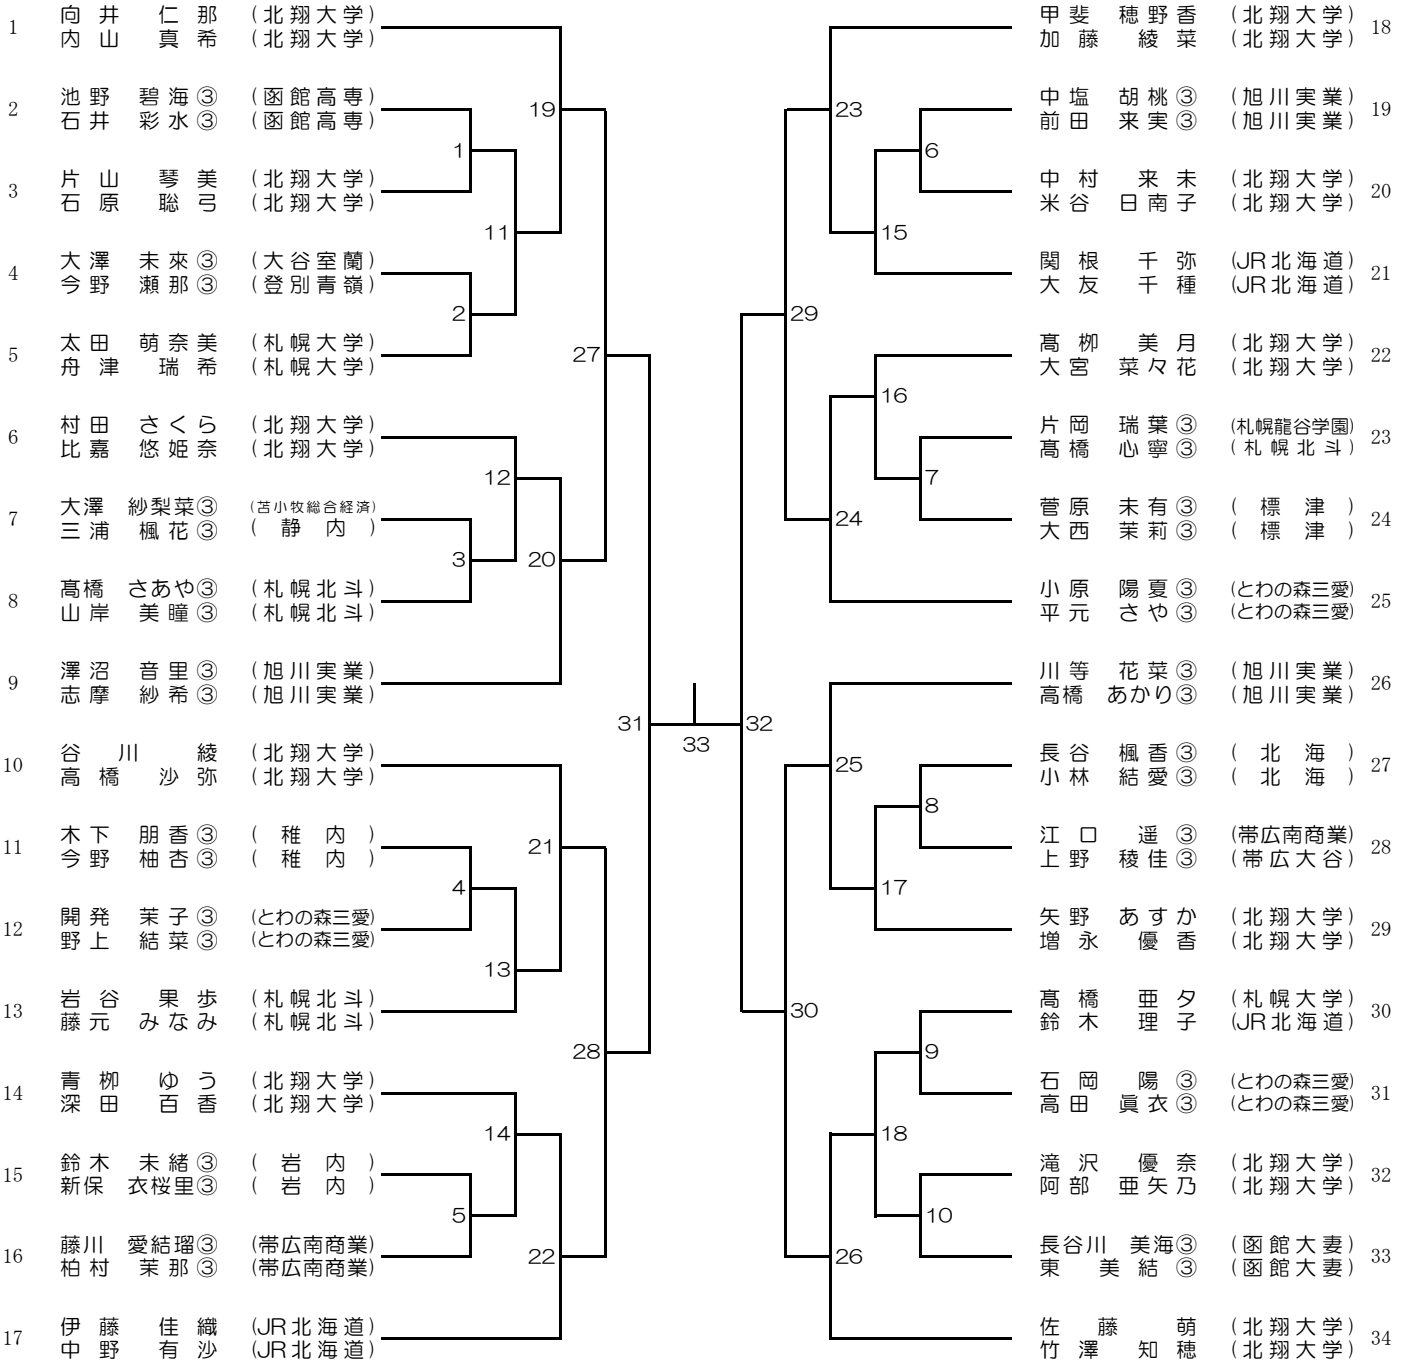 1 向井 仁那 (北翔大学)
内山 真希 (北翔大学)
2 池野 碧海③ (函館高専)
石井 彩水③ (函館高専)
3 片山 琴美 (北翔大学)
石原 聡弓 (北翔大学)
4 大澤 未來③ (大谷室蘭)
今野 瀬那③ (登別青嶺)
5 太田 萌奈美 (札幌大学)
舟津 瑞希 (札幌大学)
6 村田 さくら (北翔大学)
比嘉 悠姫奈 (北翔大学)
7 大澤 紗梨菜③ (苫小牧総合経済)
三浦 楓花③ (静内)
8 髙橋 さあや③ (札幌北斗)
山岸 美瞳③ (札幌北斗)
9 澤沼 音里③ (旭川実業)
志摩 紗希③ (旭川実業)
10 谷川 綾 (北翔大学)
高橋 沙弥 (北翔大学)
11 木下 朋香③ (稚内)
今野 柚杏③ (稚内)
12 開発 茉子③ (とわの森三愛)
野上 結菜③ (とわの森三愛)
13 岩谷 果歩 (札幌北斗)
藤元 みなみ (札幌北斗)
14 青栁 ゆう (北翔大学)
深田 百香 (北翔大学)
15 鈴木 未緒③ (岩内)
新保 衣桜里③ (岩内)
16 藤川 愛結瑠③ (帯広南商業)
柏村 茉那③ (帯広南商業)
17 伊藤 佳織 (JR北海道)
中野 有沙 (JR北海道)
19
1
11
2
27
12
3
20
31
21
4
13
28
14
5
22
33
32
23
6
15
29
16
7
24
25
8
17
30
9
18
10
26
甲斐 穂野香 (北翔大学) 18
加藤 綾菜 (北翔大学)
中塩 胡桃③ (旭川実業) 19
前田 来実③ (旭川実業)
中村 来未 (北翔大学) 20
米谷 日南子 (北翔大学)
関根 千弥 (JR北海道) 21
大友 千種 (JR北海道)
髙栁 美月 (北翔大学) 22
大宮 菜々花 (北翔大学)
片岡 瑞葉③ (札幌龍谷学園) 23
髙橋 心寧③ (札幌北斗)
菅原 未有③ (標津) 24
大西 茉莉③ (標津)
小原 陽夏③ (とわの森三愛) 25
平元 さや③ (とわの森三愛)
川等 花菜③ (旭川実業) 26
高橋 あかり③ (旭川実業)
長谷 楓香③ (北海) 27
小林 結愛③ (北海)
江口 遥③ (帯広南商業) 28
上野 稜佳③ (帯広大谷)
矢野 あすか (北翔大学) 29
増永 優香 (北翔大学)
髙橋 亜夕 (札幌大学) 30
鈴木 理子 (JR北海道)
石岡 陽③ (とわの森三愛) 31
高田 眞衣③ (とわの森三愛)
滝沢 優奈 (北翔大学) 32
阿部 亜矢乃 (北翔大学)
長谷川 美海③ (函館大妻) 33
東 美結③ (函館大妻)
佐藤 萌 (北翔大学) 34
竹澤 知穂 (北翔大学)